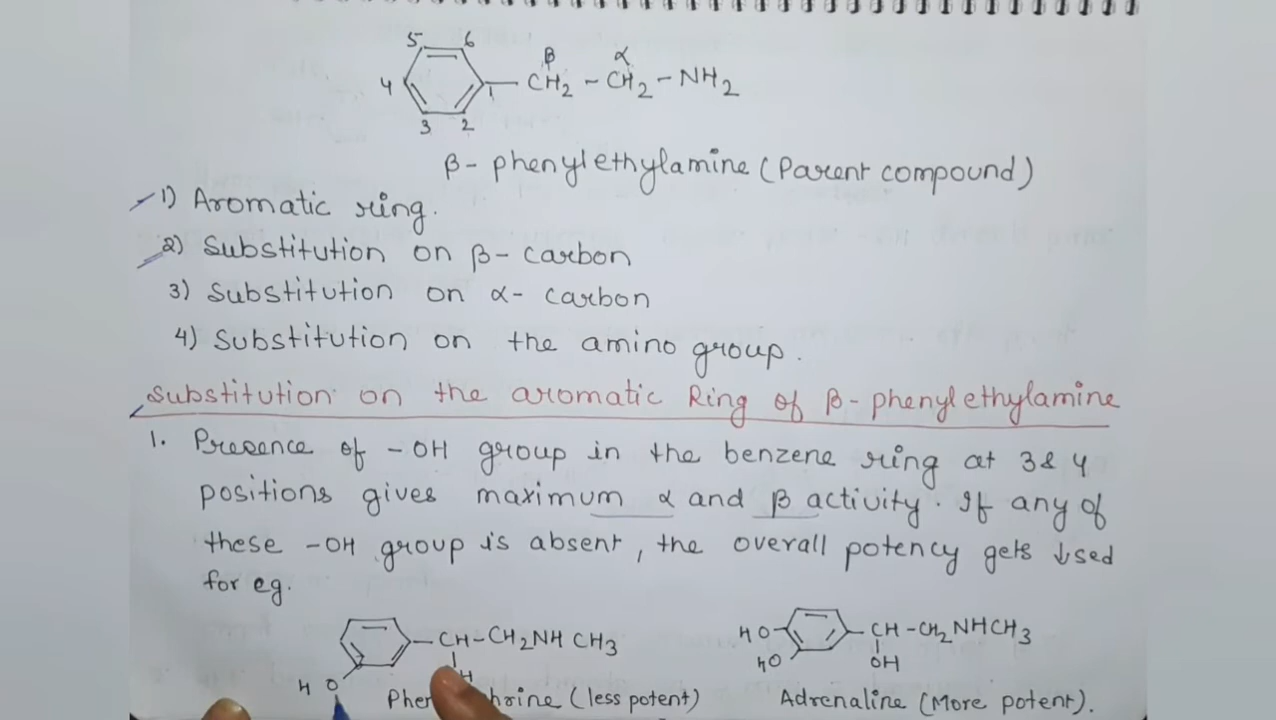 5 6
β α
4 1 CH2 - CH2 - NH2
3 2
β- phenylethylamine (Parent compound)
1) Aromatic ring.
2) Substitution on β- carbon
3) Substitution on α- carbon
4) Substitution on the amino group.
Substitution on the aromatic Ring of β-phenylethylamine
1. Presence of -OH group in the benzene ring at 3 & 4
positions gives maximum α and β activity. If any of
these -OH group is absent, the overall potency gets ↓sed
for eg.
CH-CH2NHCH3 HO CH-CH2NHCH3
HO HO OH
(less potent) Adrenaline (More potent).